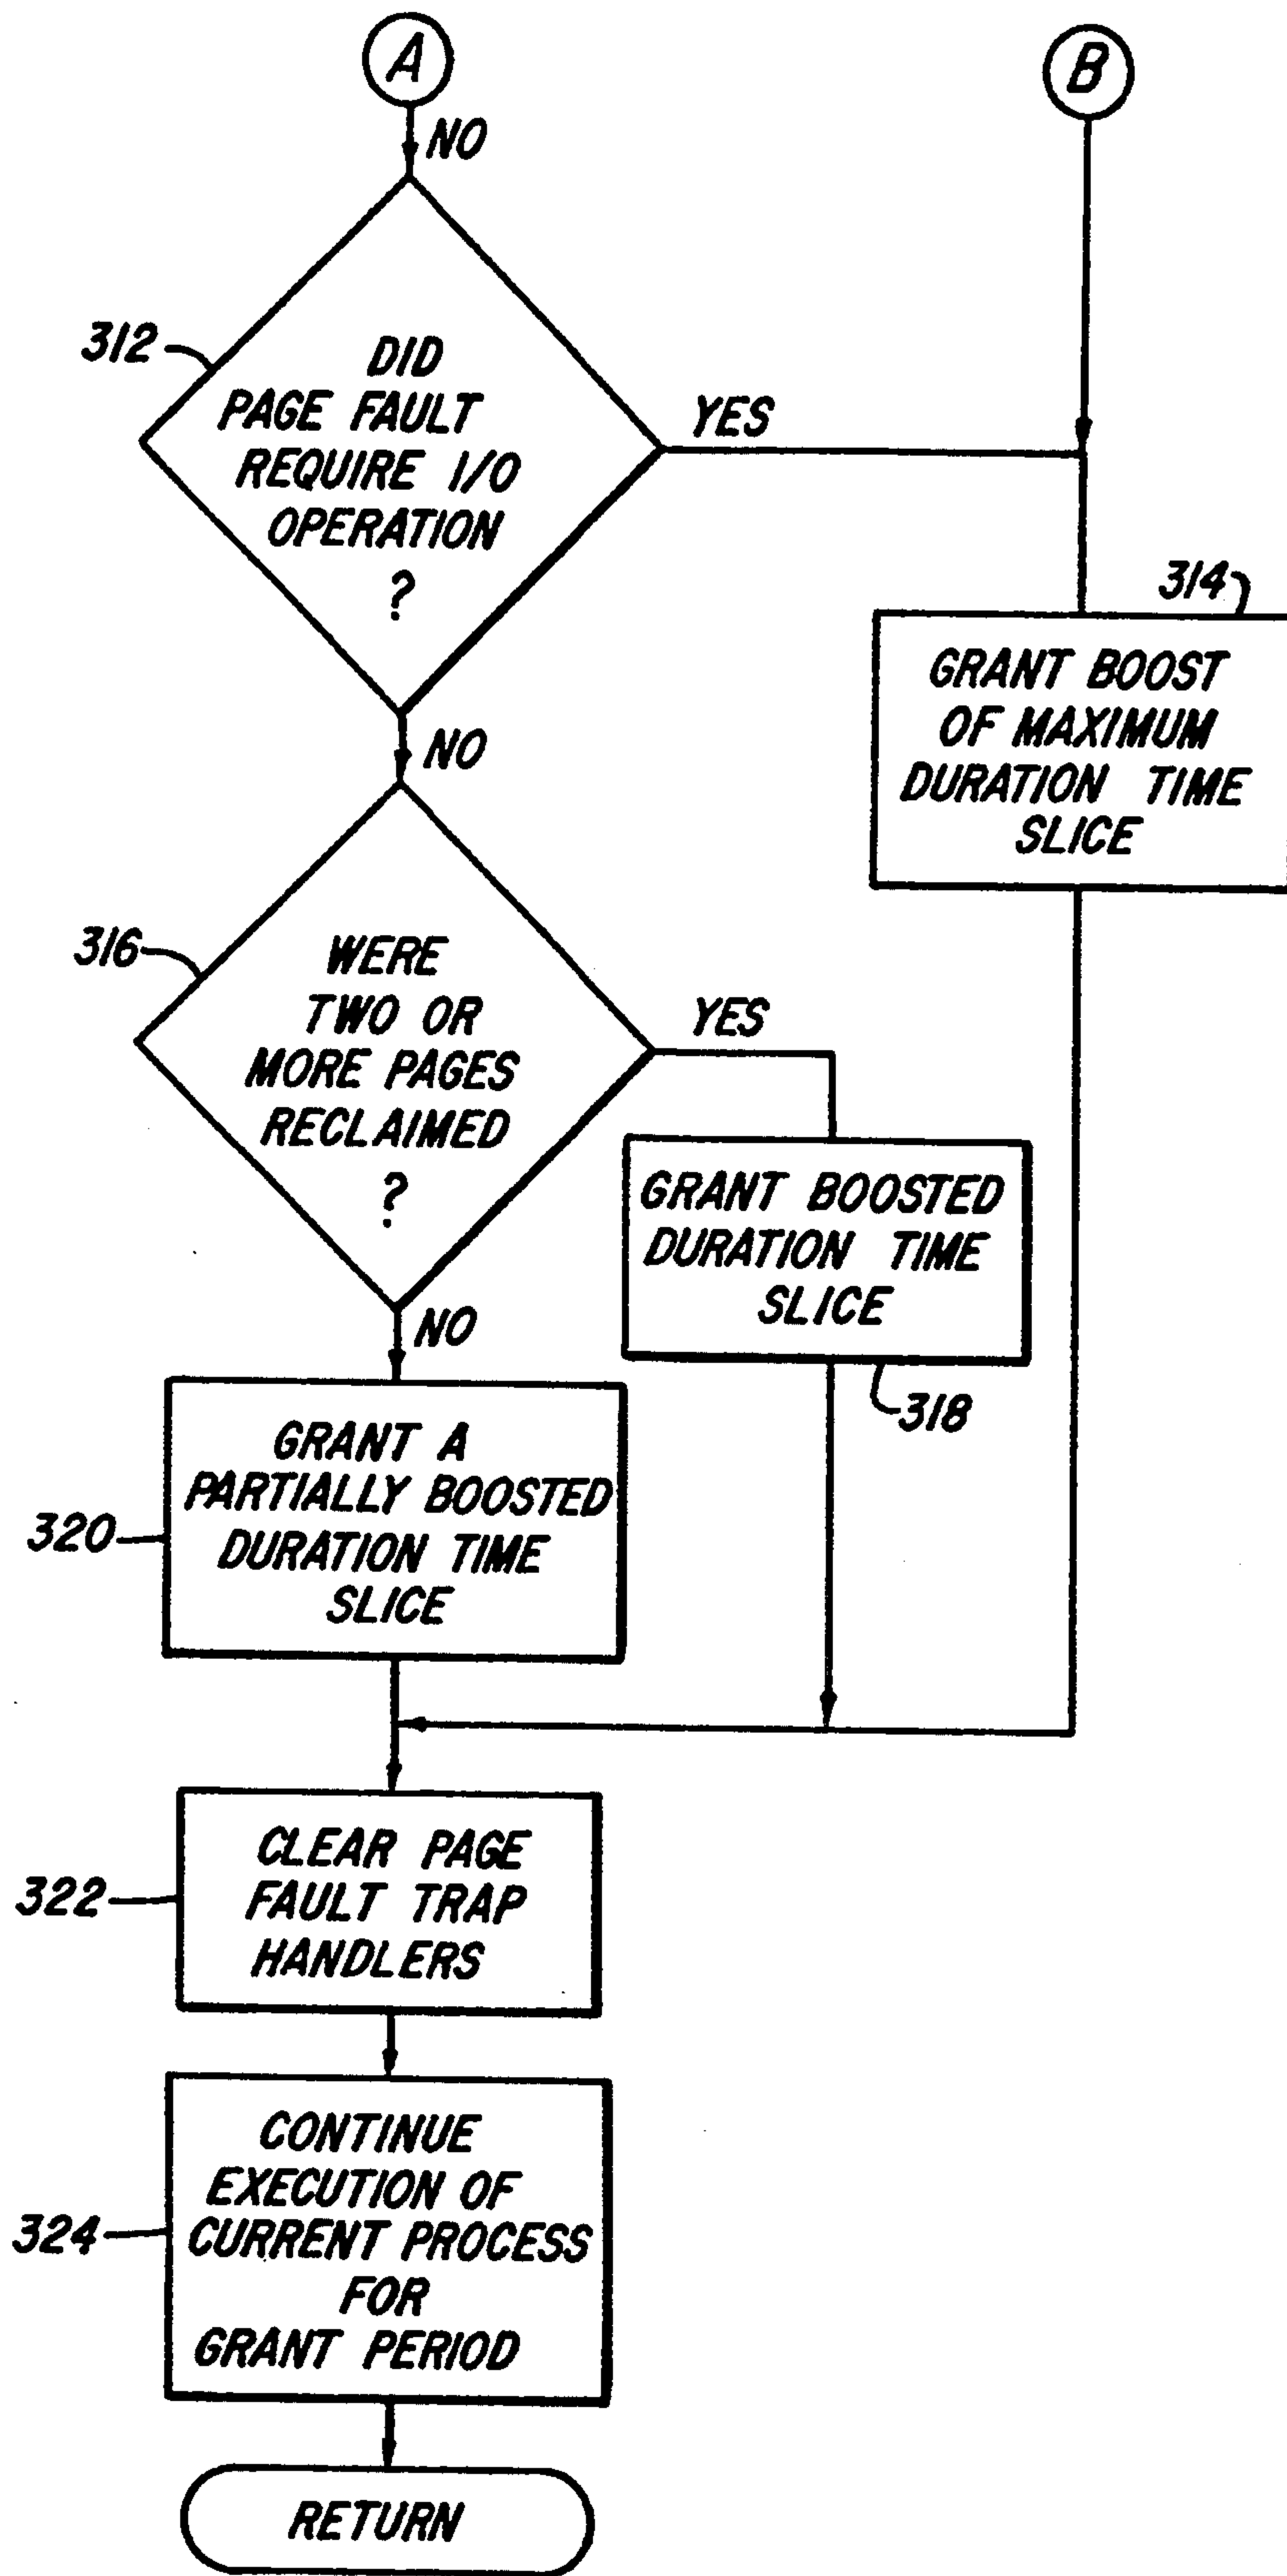 A
B
NO
312
DID
PAGE FAULT
REQUIRE I/O
OPERATION
?
YES
314
GRANT BOOST
OF MAXIMUM
DURATION TIME
SLICE
NO
316
WERE
TWO OR
MORE PAGES
RECLAIMED
?
YES
GRANT BOOSTED
DURATION TIME
SLICE
318
NO
320
GRANT A
PARTIALLY BOOSTED
DURATION TIME
SLICE
322
CLEAR PAGE
FAULT TRAP
HANDLERS
324
CONTINUE
EXECUTION OF
CURRENT PROCESS
FOR
GRANT PERIOD
RETURN